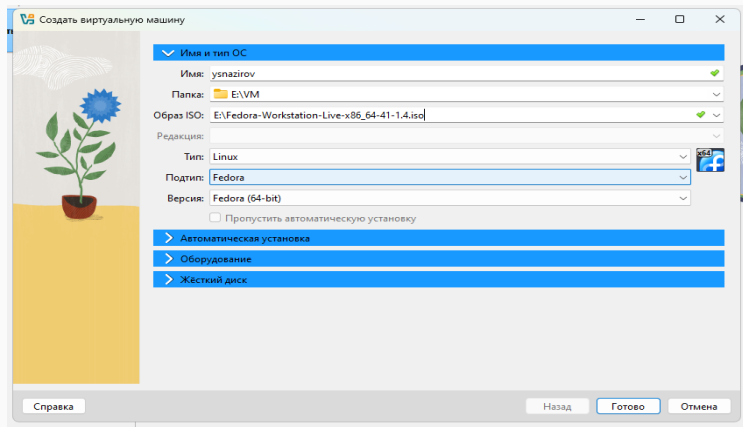 Создать виртуальную машину
Имя и тип ОС
Имя: ysnazirov
Папка: E:\VM
Образ ISO: E:\Fedora-Workstation-Live-x86_64-41-1.4.iso
Редакция:
Тип: Linux
x64
Подтип: Fedora
Версия: Fedora (64-bit)
Пропустить автоматическую установку
Автоматическая установка
Оборудование
Жёсткий диск
Справка
Назад
Готово
Отмена